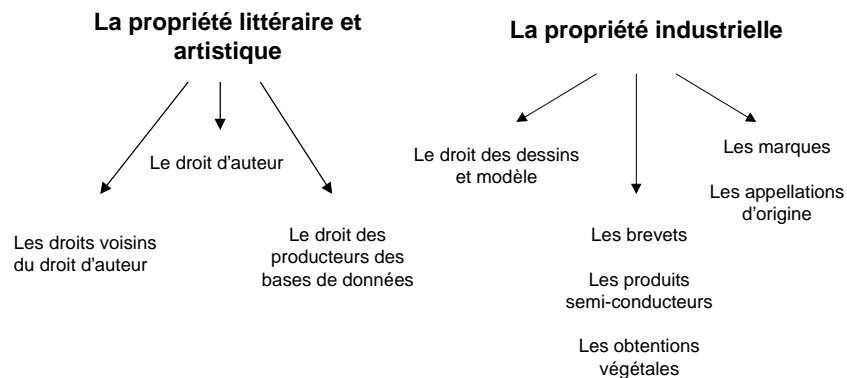 La propriété littéraire et
artistique
Le droit d'auteur
Les droits voisins
du droit d'auteur
Le droit des
producteurs des
bases de données
La propriété industrielle
Le droit des dessins
et modèle
Les brevets
Les produits
semi-conducteurs
Les obtentions
végétales
Les marques
Les appellations
d'origine